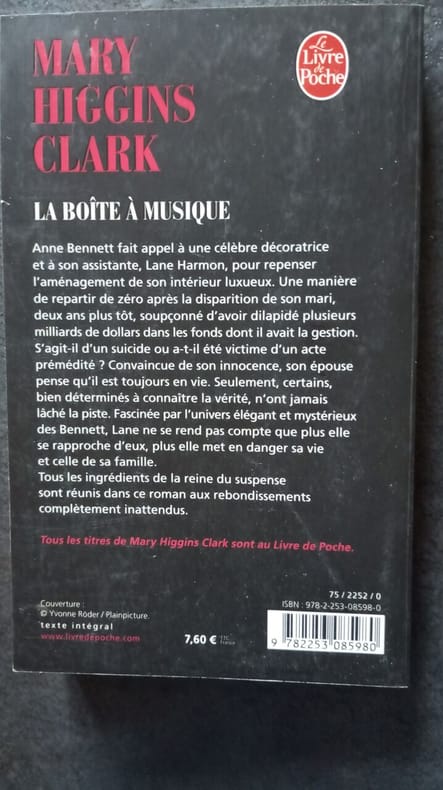 MARY
HIGGINS
CLARK
Le
Livre
de
Poche
LA BOÎTE À MUSIQUE
Anne Bennett fait appel à une célèbre décoratrice
et à son assistante, Lane Harmon, pour repenser
l'aménagement de son intérieur luxueux. Une manière
de repartir de zéro après la disparition de son mari,
deux ans plus tôt, soupçonné d'avoir dilapidé plusieurs
milliards de dollars dans les fonds dont il avait la gestion.
S'agit-il d'un suicide ou a-t-il été victime d'un acte
prémédité ? Convaincue de son innocence, son épouse
pense qu'il est toujours en vie. Seulement, certains,
bien déterminés à connaître la vérité, n'ont jamais
lâché la piste. Fascinée par l'univers élégant et mystérieux
des Bennett, Lane ne se rend pas compte que plus elle
se rapproche d'eux, plus elle met en danger sa vie
et celle de sa famille.
Tous les ingrédients de la reine du suspense
sont réunis dans ce roman aux rebondissements
complètement inattendus.
Tous les titres de Mary Higgins Clark sont au Livre de Poche.
Couverture :
© Yvonne Röder / Plainpicture.
texte intégral
www.livredepoche.com
7,60 € TTC
France
75 / 2252 / 0
ISBN : 978-2-253-08598-0
9 782253 085980